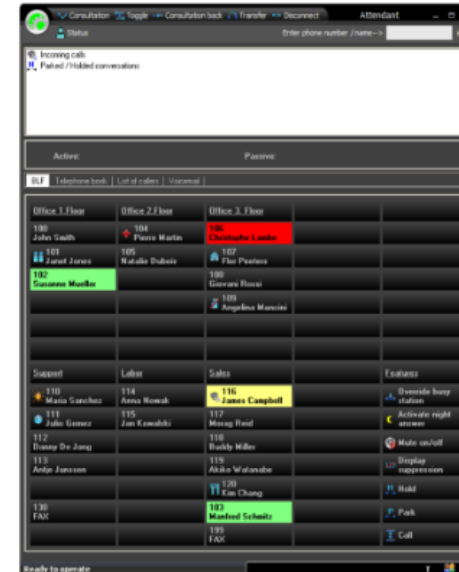 Consultation Toggle Consultation back Transfer Disconnect Attendant
Status Enter phone number /name-->
Incoming calls
Parked / Holded conversations
Active: Passive:
BLF Telephone book List of callers Voicemail
Office 1.Floor Office 2.Floor Office 3. Floor
100 104 106
John Smith Pierre Martin Christophe
101 105 107
Janet Jones Natalie Dubois Flor Peeters
102 108
Susanne Mueller Giovani Rossi
109
Angelina Mancini
Support Labor Sales Features
110 114 116 Override busy
Maria Sanchez Anna Nowak James Campbell station
111 115 117 Activate night
Julio Gomez Jan Kowalski Morag Reid answer
112 118 Mute on/off
Danny De Jong Buddy Miller
113 119 Display
Antje Janssen Akiko Watanabe suppression
120 Hold
Kim Chang
130 103 Park
FAX Manfred Schmitz
199 Call
FAX
Ready to operate